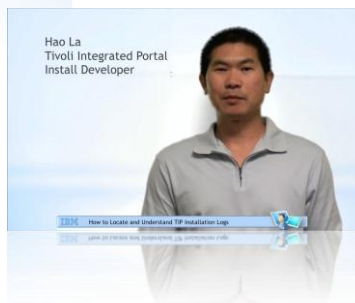 Hao La
Tivoli Integrated Portal
Install Developer
IBM How to Locate and Understand TIP Installation Logs